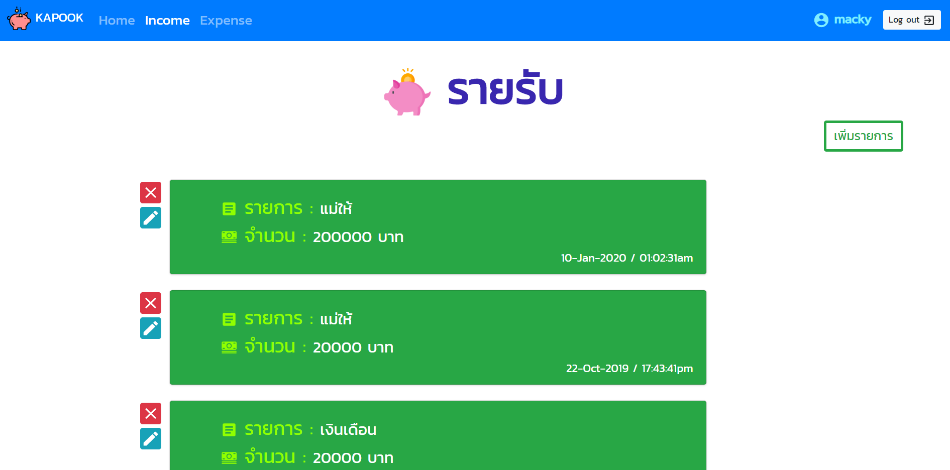 KAPOOK Home Income Expense macky Log out
รายรับ
เพิ่มรายการ
รายการ : แม่ให้
จำนวน : 200000 บาท
10-Jan-2020 / 01:02:31am
รายการ : แม่ให้
จำนวน : 20000 บาท
22-Oct-2019 / 17:43:41pm
รายการ : เงินเดือน
จำนวน : 20000 บาท